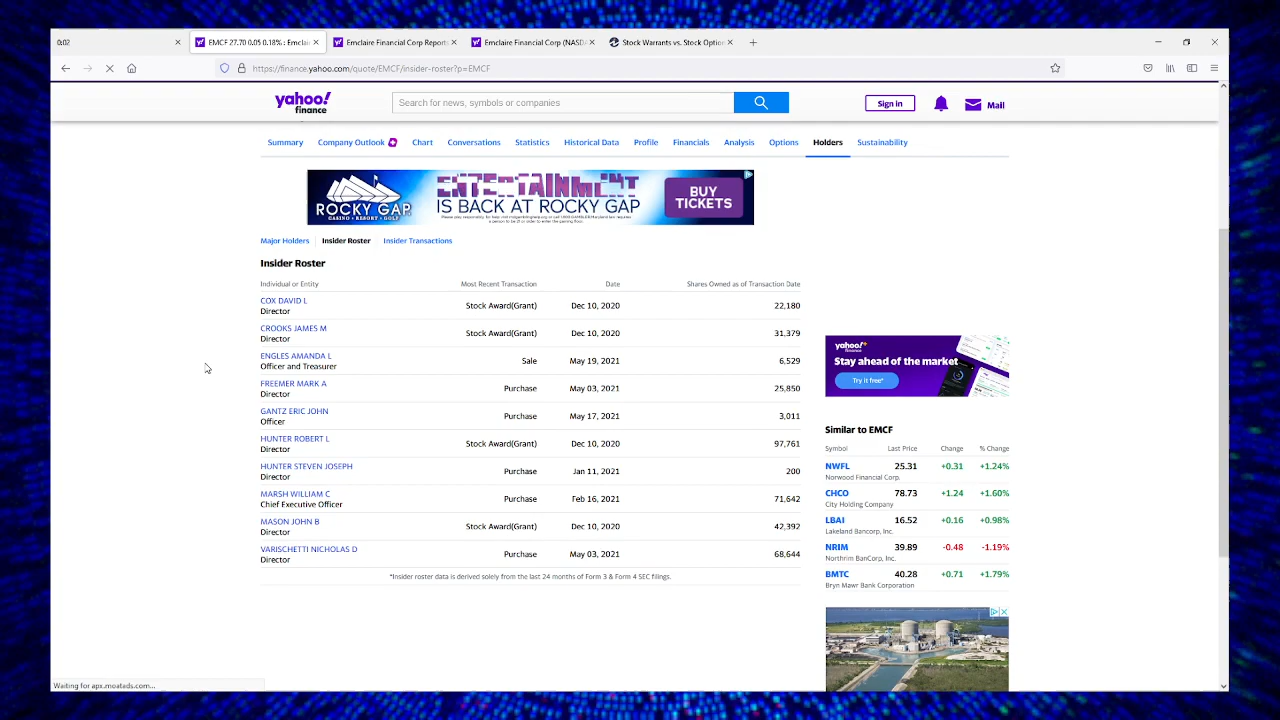 0:02
EMCF 27.70 0.05 0.18% : Emclai
Emclaire Financial Corp Reports
Emclaire Financial Corp (NASDA
Stock Warrants vs. Stock Option
https://finance.yahoo.com/quote/EMCF/insider-roster?p=EMCF
yahoo!
finance
Search for news, symbols or companies
Sign in
Mail
Summary Company Outlook Chart Conversations Statistics Historical Data Profile Financials Analysis Options Holders Sustainability
ROCKY GAP
CASINO • RESORT • GOLF
ENTERTAINMENT
IS BACK AT ROCKY GAP
BUY
TICKETS
Major Holders Insider Roster Insider Transactions
Insider Roster
Individual or Entity Most Recent Transaction Date Shares Owned as of Transaction Date
COX DAVID L
Director Stock Award(Grant) Dec 10, 2020 22,180
CROOKS JAMES M
Director Stock Award(Grant) Dec 10, 2020 31,379
ENGLES AMANDA L
Officer and Treasurer Sale May 19, 2021 6,529
FREEMER MARK A
Director Purchase May 03, 2021 25,850
GANTZ ERIC JOHN
Officer Purchase May 17, 2021 3,011
HUNTER ROBERT L
Director Stock Award(Grant) Dec 10, 2020 97,761
HUNTER STEVEN JOSEPH
Director Purchase Jan 11, 2021 200
MARSH WILLIAM C
Chief Executive Officer Purchase Feb 16, 2021 71,642
MASON JOHN B
Director Stock Award(Grant) Dec 10, 2020 42,392
VARISCHETTI NICHOLAS D
Director Purchase May 03, 2021 68,644
*Insider roster data is derived solely from the last 24 months of Form 3 & Form 4 SEC filings.
yahoo!
finance
Stay ahead of the market
Try it free*
Similar to EMCF
Symbol Last Price Change % Change
NWFL 25.31 +0.31 +1.24%
Norwood Financial Corp.
CHCO 78.73 +1.24 +1.60%
City Holding Company
LBAI 16.52 +0.16 +0.98%
Lakeland Bancorp, Inc.
NRIM 39.89 -0.48 -1.19%
Northrim BanCorp, Inc.
BMTC 40.28 +0.71 +1.79%
Bryn Mawr Bank Corporation
Waiting for apx.moatads.com...